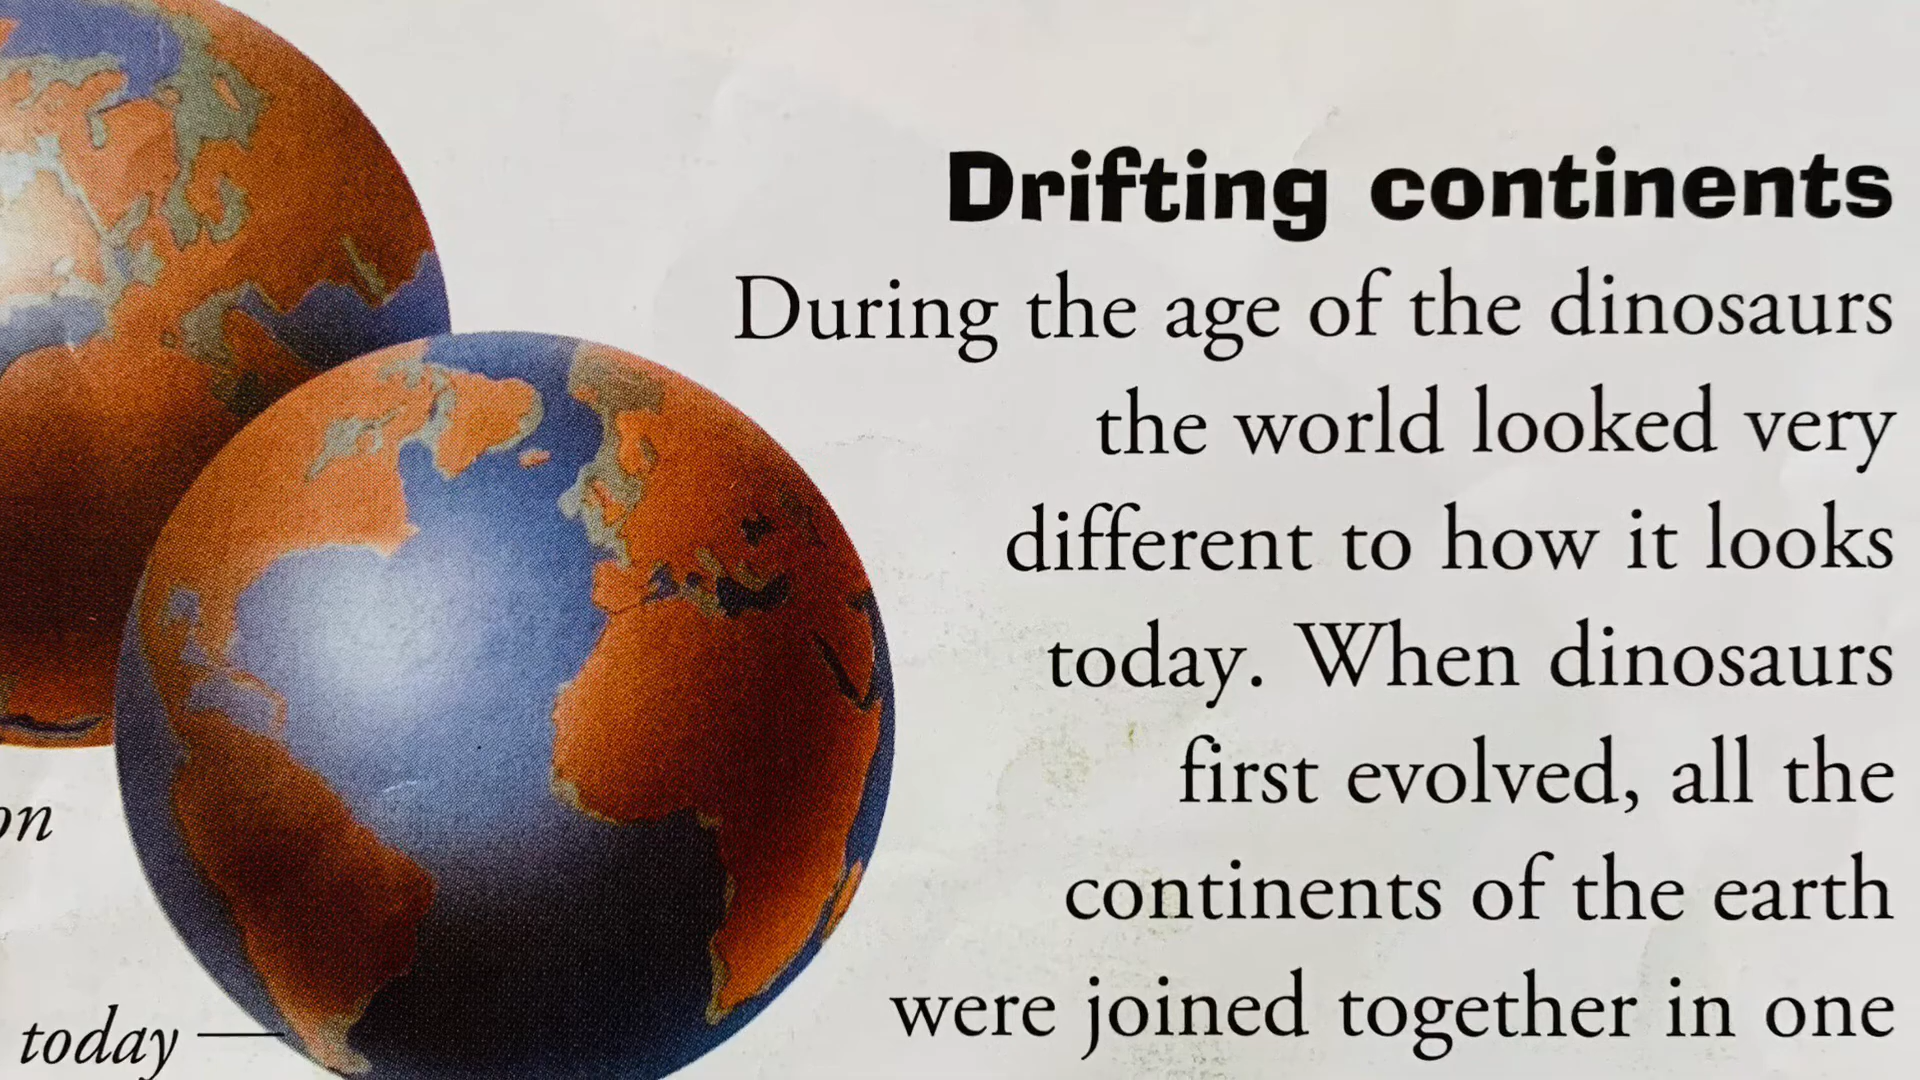 Drifting continents
During the age of the dinosaurs
the world looked very
different to how it looks
today. When dinosaurs
first evolved, all the
continents of the earth
were joined together in one
on
today